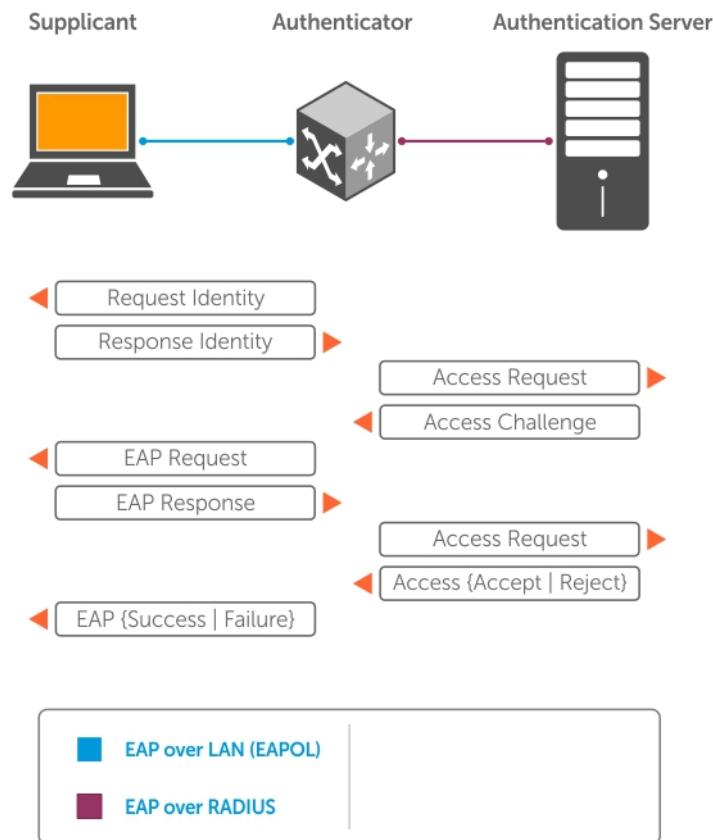 Supplicant
Authenticator
Authentication Server
Request Identity
Response Identity
Access Request
Access Challenge
EAP Request
EAP Response
Access Request
Access {Accept | Reject}
EAP {Success | Failure}
EAP over LAN (EAPOL)
EAP over RADIUS